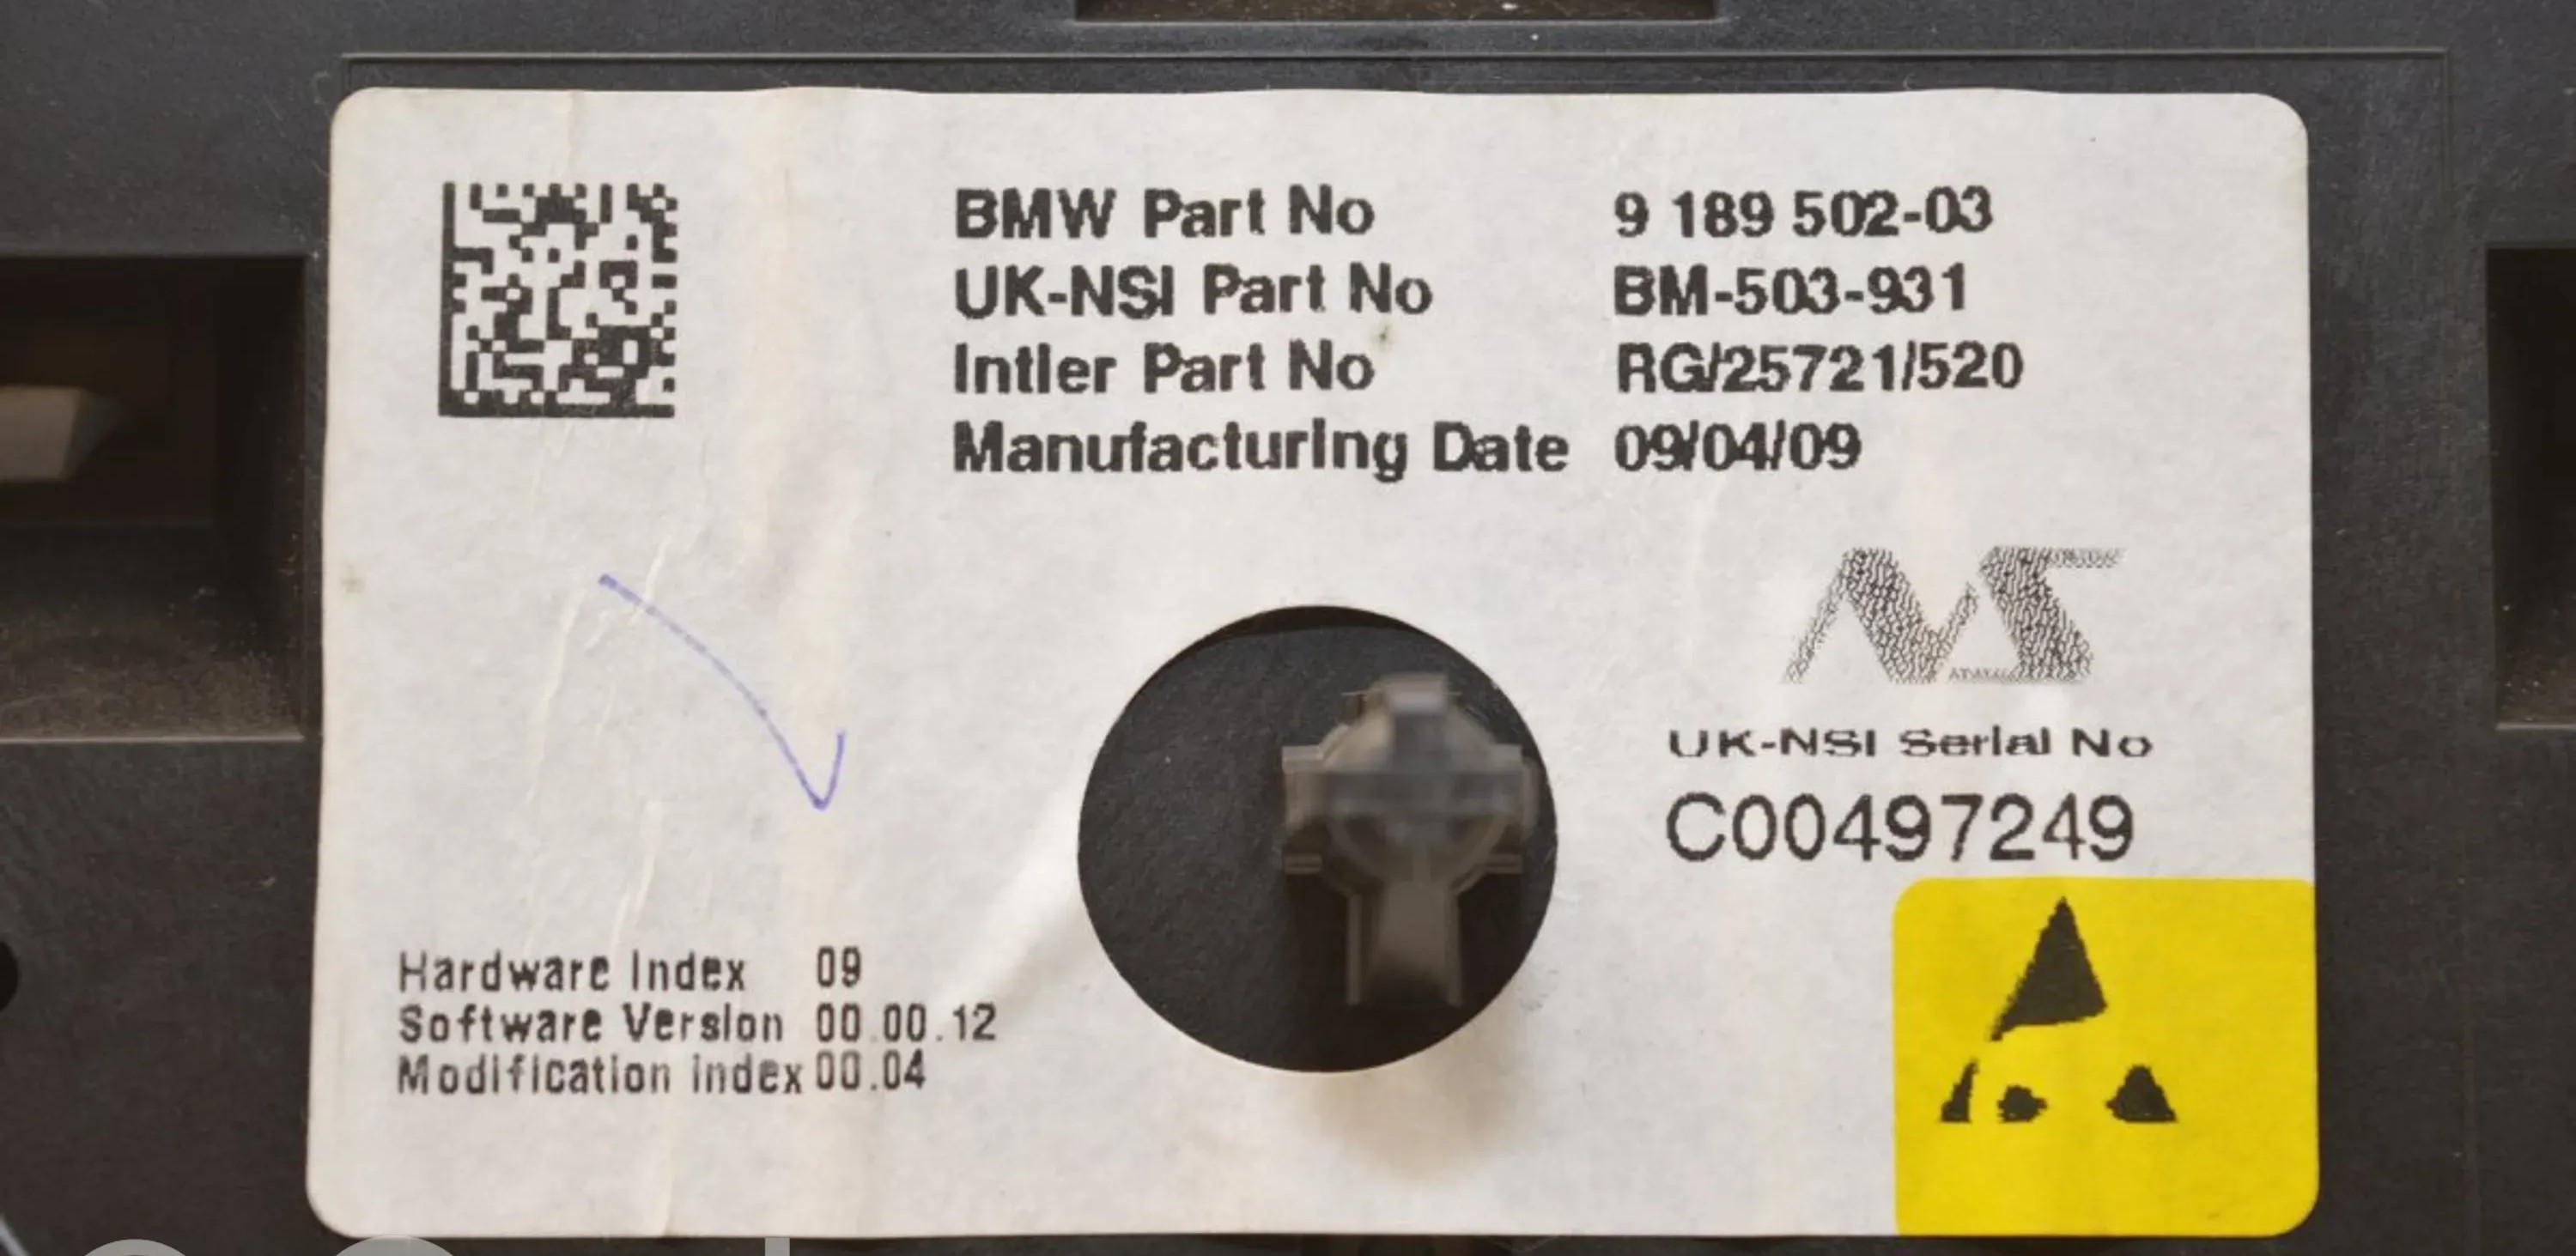 BMW Part No 9 189 502-03
UK-NSI Part No BM-503-931
Intier Part No RG/25721/520
Manufacturing Date 09/04/09
NS
UK-NSI Serial No
C00497249
Hardware Index 09
Software Version 00.00.12
Modification index 00.04